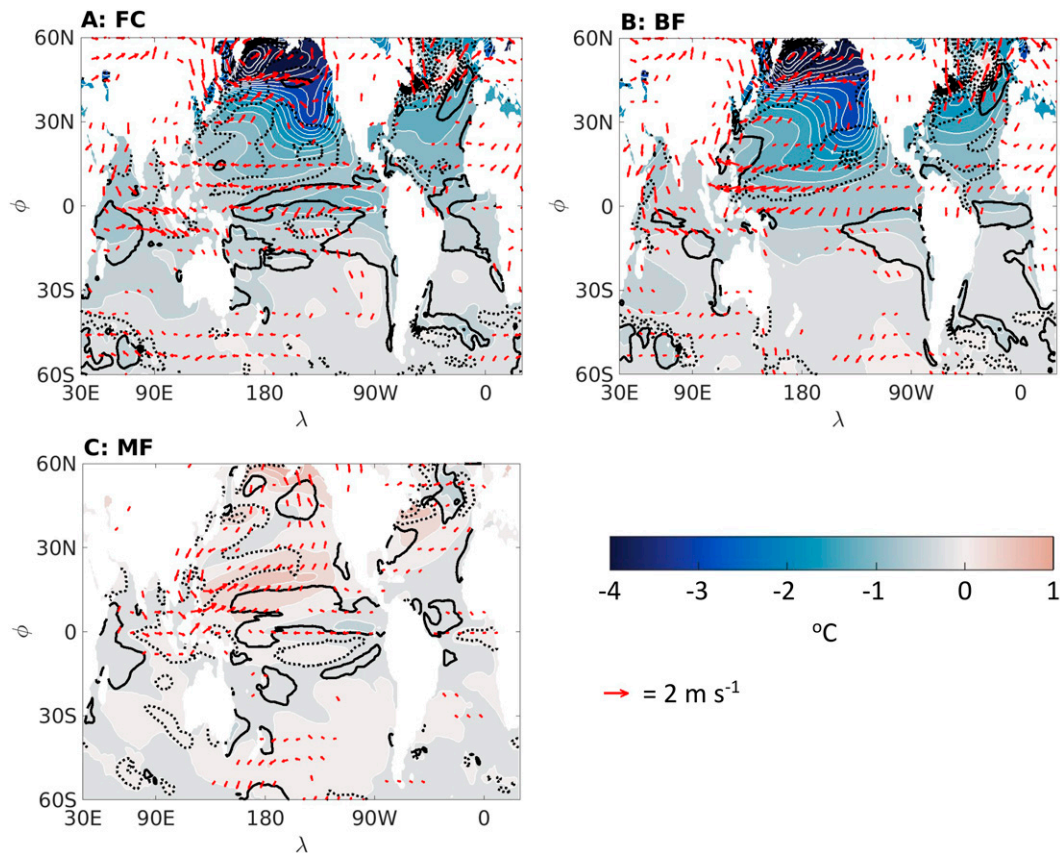 A: FC
B: BF
60N
30N
0
30S
60S
ϕ
30E 90E 180 90W 0
λ
60N
30N
0
30S
60S
ϕ
30E 90E 180 90W 0
λ
C: MF
60N
30N
0
30S
60S
ϕ
30E 90E 180 90W 0
λ
-4 -3 -2 -1 0 1
°C
= 2 m s⁻¹